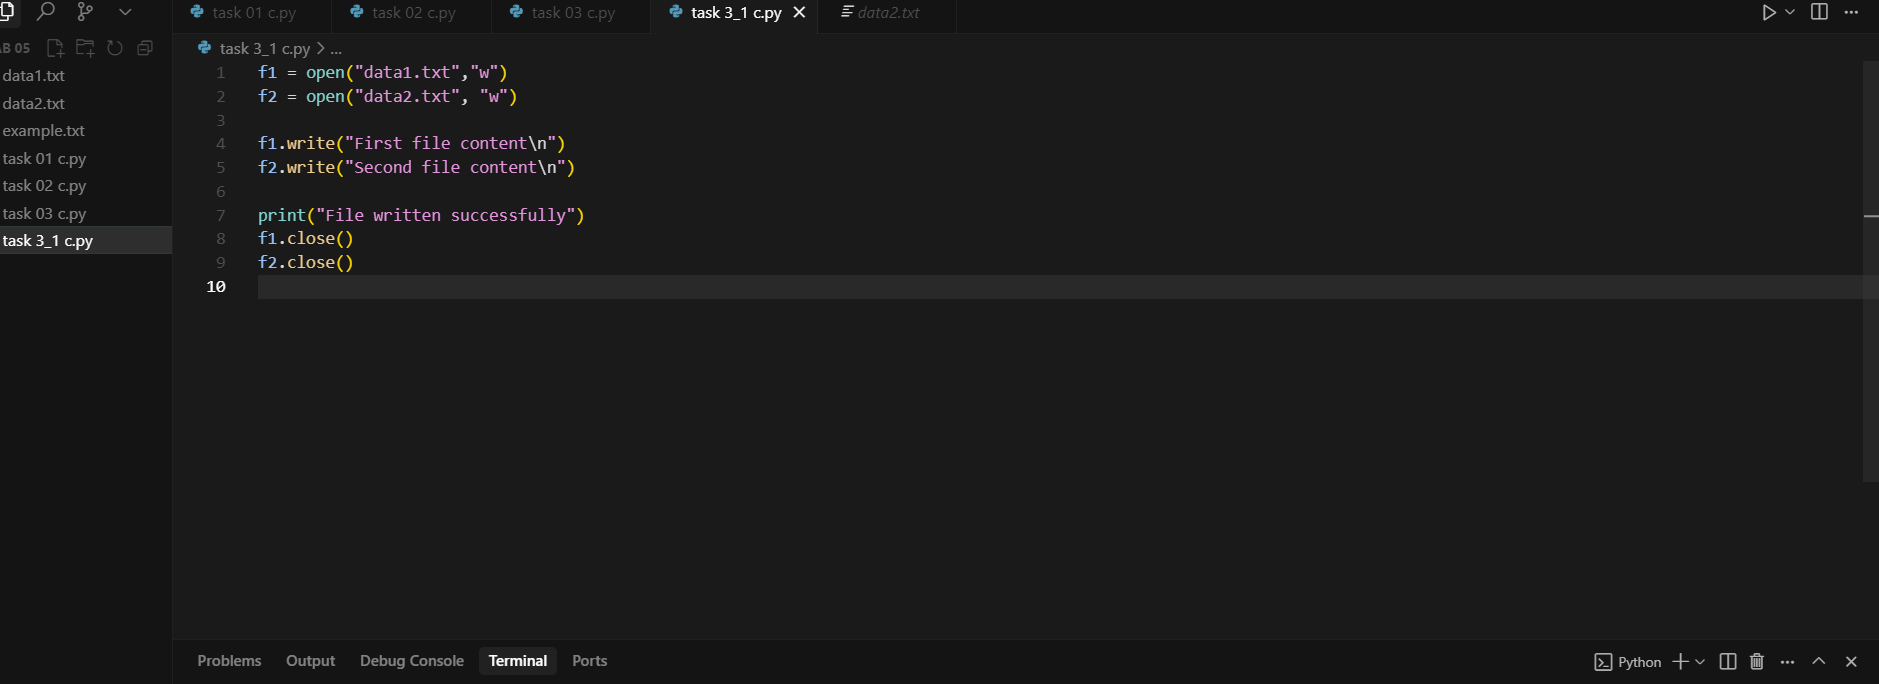 task 01 c.py
task 02 c.py
task 03 c.py
task 3_1 c.py
data2.txt
AB 05
data1.txt
data2.txt
example.txt
task 01 c.py
task 02 c.py
task 03 c.py
task 3_1 c.py
task 3_1 c.py > ...
1 f1 = open("data1.txt","w")
2 f2 = open("data2.txt", "w")
3
4 f1.write("First file content\n")
5 f2.write("Second file content\n")
6
7 print("File written successfully")
8 f1.close()
9 f2.close()
10
Problems Output Debug Console Terminal Ports
Python